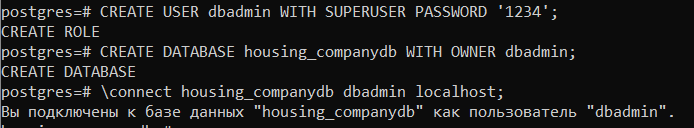 postgres=# CREATE USER dbadmin WITH SUPERUSER PASSWORD '1234';
CREATE ROLE
postgres=# CREATE DATABASE housing_companydb WITH OWNER dbadmin;
CREATE DATABASE
postgres=# \connect housing_companydb dbadmin localhost;
Вы подключены к базе данных "housing_companydb" как пользователь "dbadmin".